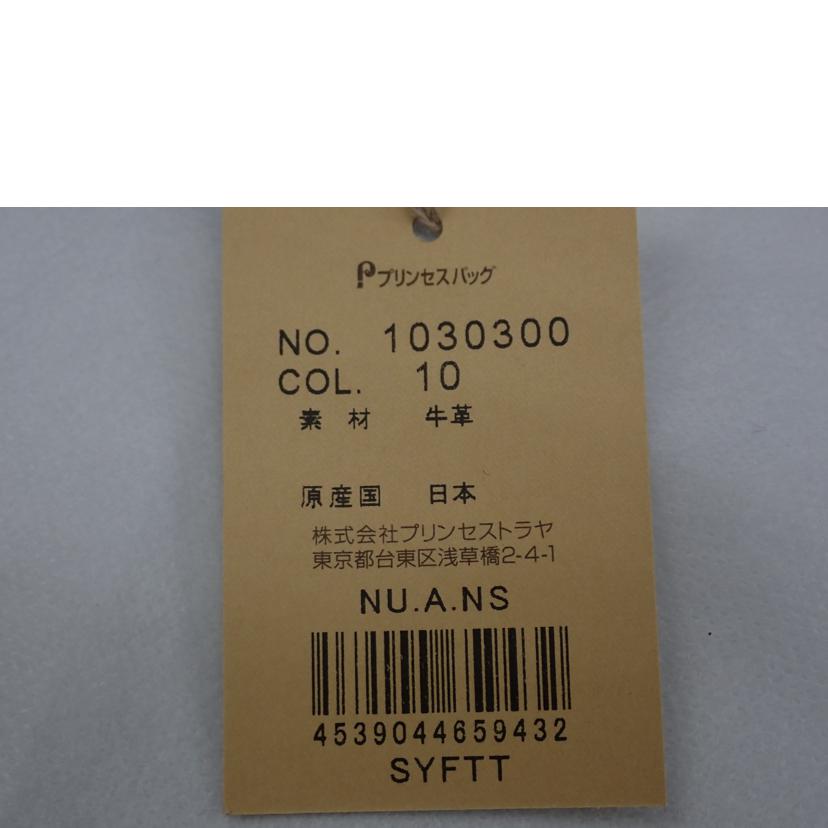 プリンセスバッグ
NO. 1030300
COL. 10
素材 牛革
原産国 日本
株式会社プリンセストラヤ
東京都台東区浅草橋2-4-1
NU.A.NS
4539044659432
SYFTT